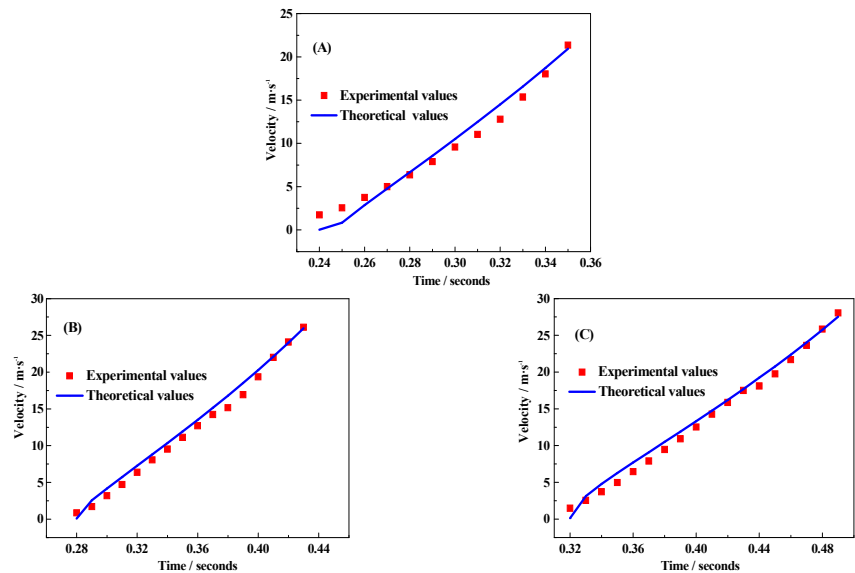 25
20
15
10
5
0
Velocity / m·s⁻¹
(A)
Experimental values
Theoretical values
0.24 0.26 0.28 0.30 0.32 0.34 0.36
Time / seconds
30
25
20
15
10
5
0
Velocity / m·s⁻¹
(B)
Experimental values
Theoretical values
0.28 0.32 0.36 0.40 0.44
Time / seconds
30
25
20
15
10
5
0
Velocity / m·s⁻¹
(C)
Experimental values
Theoretical values
0.32 0.36 0.40 0.44 0.48
Time / seconds